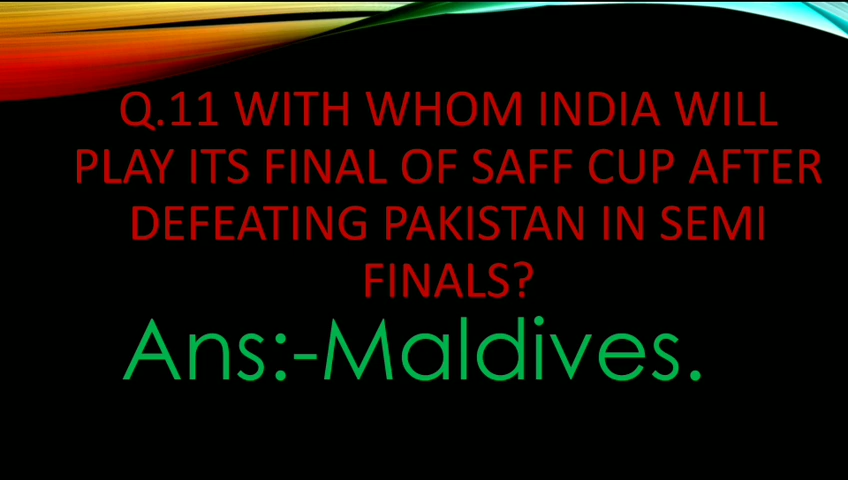 Q.11 WITH WHOM INDIA WILL
PLAY ITS FINAL OF SAFF CUP AFTER
DEFEATING PAKISTAN IN SEMI
FINALS?
Ans:-Maldives.